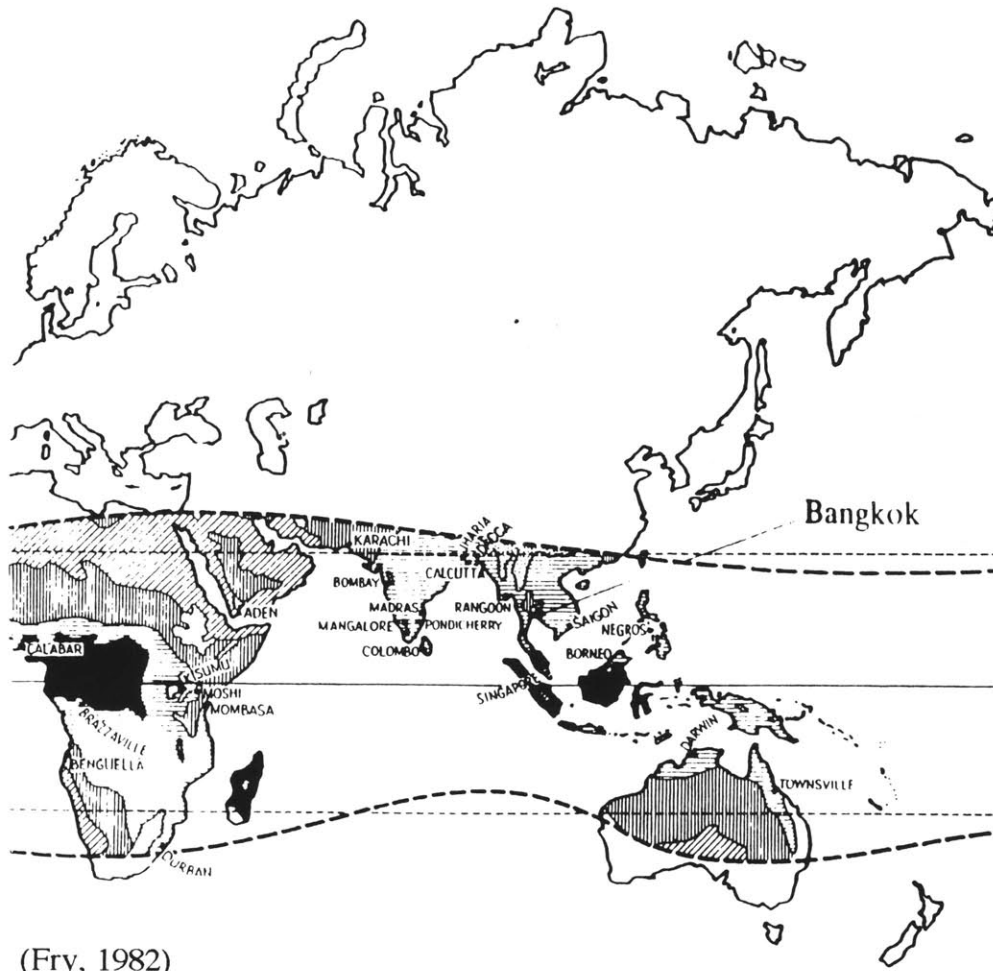 Bangkok
KARACHI
DACCA
BOMBAY
CALCUTTA
ADEN
MADRAS
RANGOON
MANGALORE
PONDICHERRY
SAIGON
NEGROS
COLOMBO
CALABAR
BORNEO
KISUMU
SINGAPORE
MOSHI
MOMBASA
BRAZZAVILLE
DARWIN
BENGUELLA
TOWNSVILLE
DURBAN
(Fry, 1982)